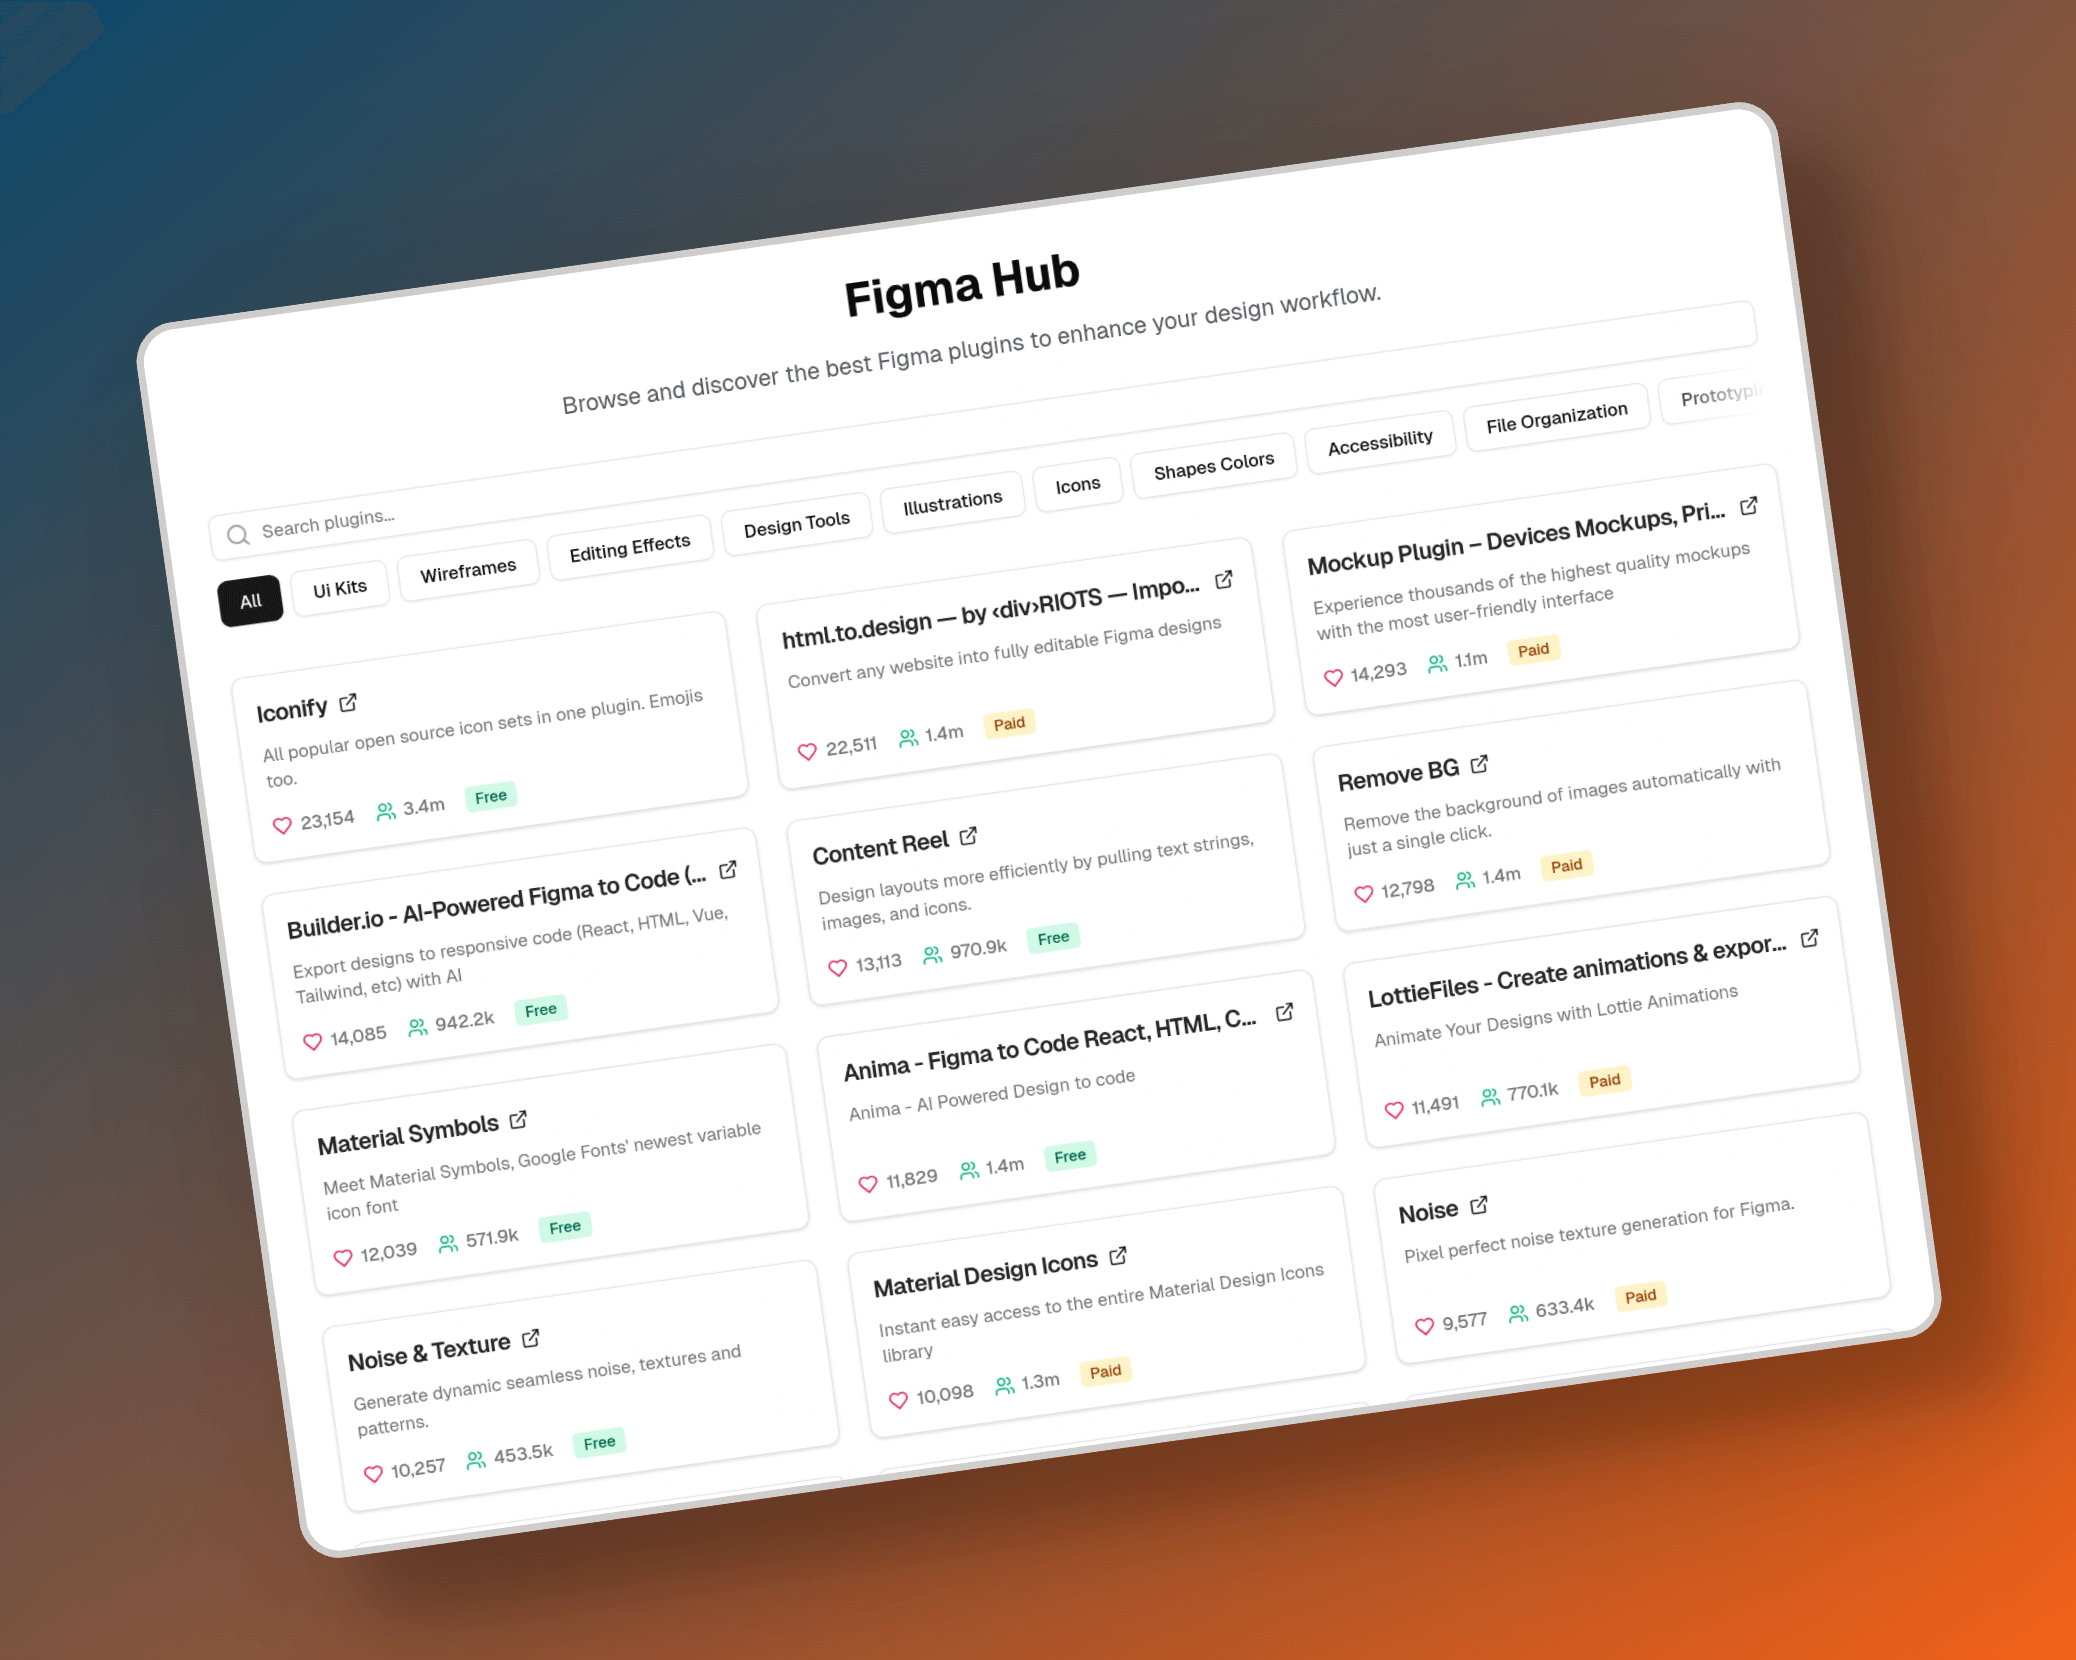 Figma Hub
Browse and discover the best Figma plugins to enhance your design workflow.
Search plugins...
All
Ui Kits
Wireframes
Editing Effects
Design Tools
Illustrations
Icons
Shapes Colors
Accessibility
File Organization
Prototypi
Iconify
All popular open source icon sets in one plugin. Emojis
too.
23,154 3.4m Free
html.to.design — by ‹div›RIOTS — Impo...
Convert any website into fully editable Figma designs
22,511 1.4m Paid
Mockup Plugin – Devices Mockups, Pri...
Experience thousands of the highest quality mockups
with the most user-friendly interface
14,293 1.1m Paid
Builder.io - AI-Powered Figma to Code (...
Export designs to responsive code (React, HTML, Vue,
Tailwind, etc) with AI
14,085 942.2k Free
Content Reel
Design layouts more efficiently by pulling text strings,
images, and icons.
13,113 970.9k Free
Remove BG
Remove the background of images automatically with
just a single click.
12,798 1.4m Paid
Material Symbols
Meet Material Symbols, Google Fonts' newest variable
icon font
12,039 571.9k Free
Anima - Figma to Code React, HTML, C...
Anima - AI Powered Design to code
11,829 1.4m Free
LottieFiles - Create animations & expor...
Animate Your Designs with Lottie Animations
11,491 770.1k Paid
Noise & Texture
Generate dynamic seamless noise, textures and
patterns.
10,257 453.5k Free
Material Design Icons
Instant easy access to the entire Material Design Icons
library
10,098 1.3m Paid
Noise
Pixel perfect noise texture generation for Figma.
9,577 633.4k Paid